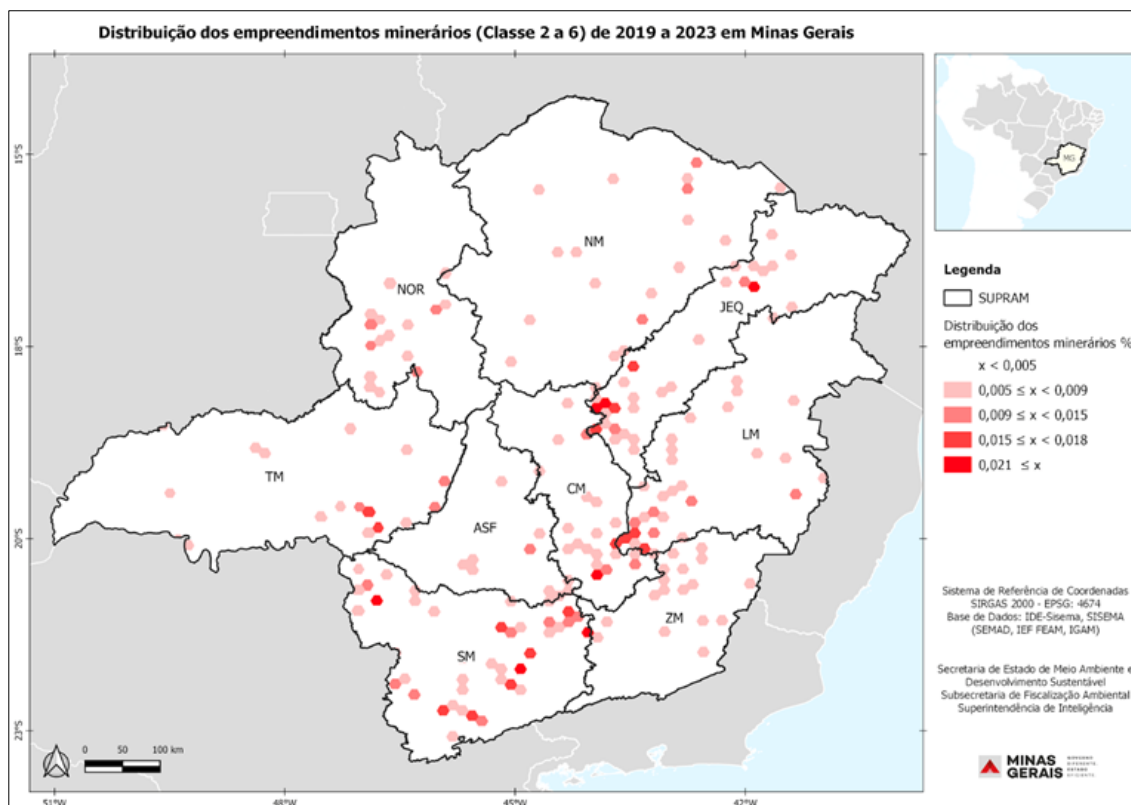 Distribuição dos empreendimentos minerários (Classe 2 a 6) de 2019 a 2023 em Minas Gerais
MG
15°S
NM
NOR
JEQ
18°S
LM
TM
CM
ASF
20°S
ZM
SM
23°S
0 50 100 km
51°W 48°W 45°W 42°W
Legenda
SUPRAM
Distribuição dos
empreendimentos minerários %
x < 0,005
0,005 ≤ x < 0,009
0,009 ≤ x < 0,015
0,015 ≤ x < 0,018
0,021 ≤ x
Sistema de Referência de Coordenadas
SIRGAS 2000 - EPSG: 4674
Base de Dados: IDE-Sisema, SISEMA
(SEMAD, IEF FEAM, IGAM)
Secretaria de Estado de Meio Ambiente e
Desenvolvimento Sustentável
Subsecretaria de Fiscalização Ambiental
Superintendência de Inteligência
MINAS
GERAIS
GOVERNO
DIFERENTE.
ESTADO
EFICIENTE.